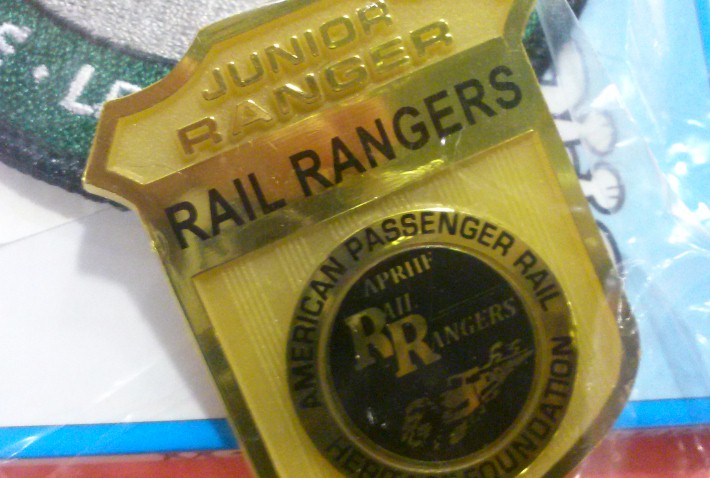 JUNIOR
RANGER
RAIL RANGERS
AMERICAN PASSENGER RAIL
HERITAGE FOUNDATION
APRHF
RAIL
RANGERS